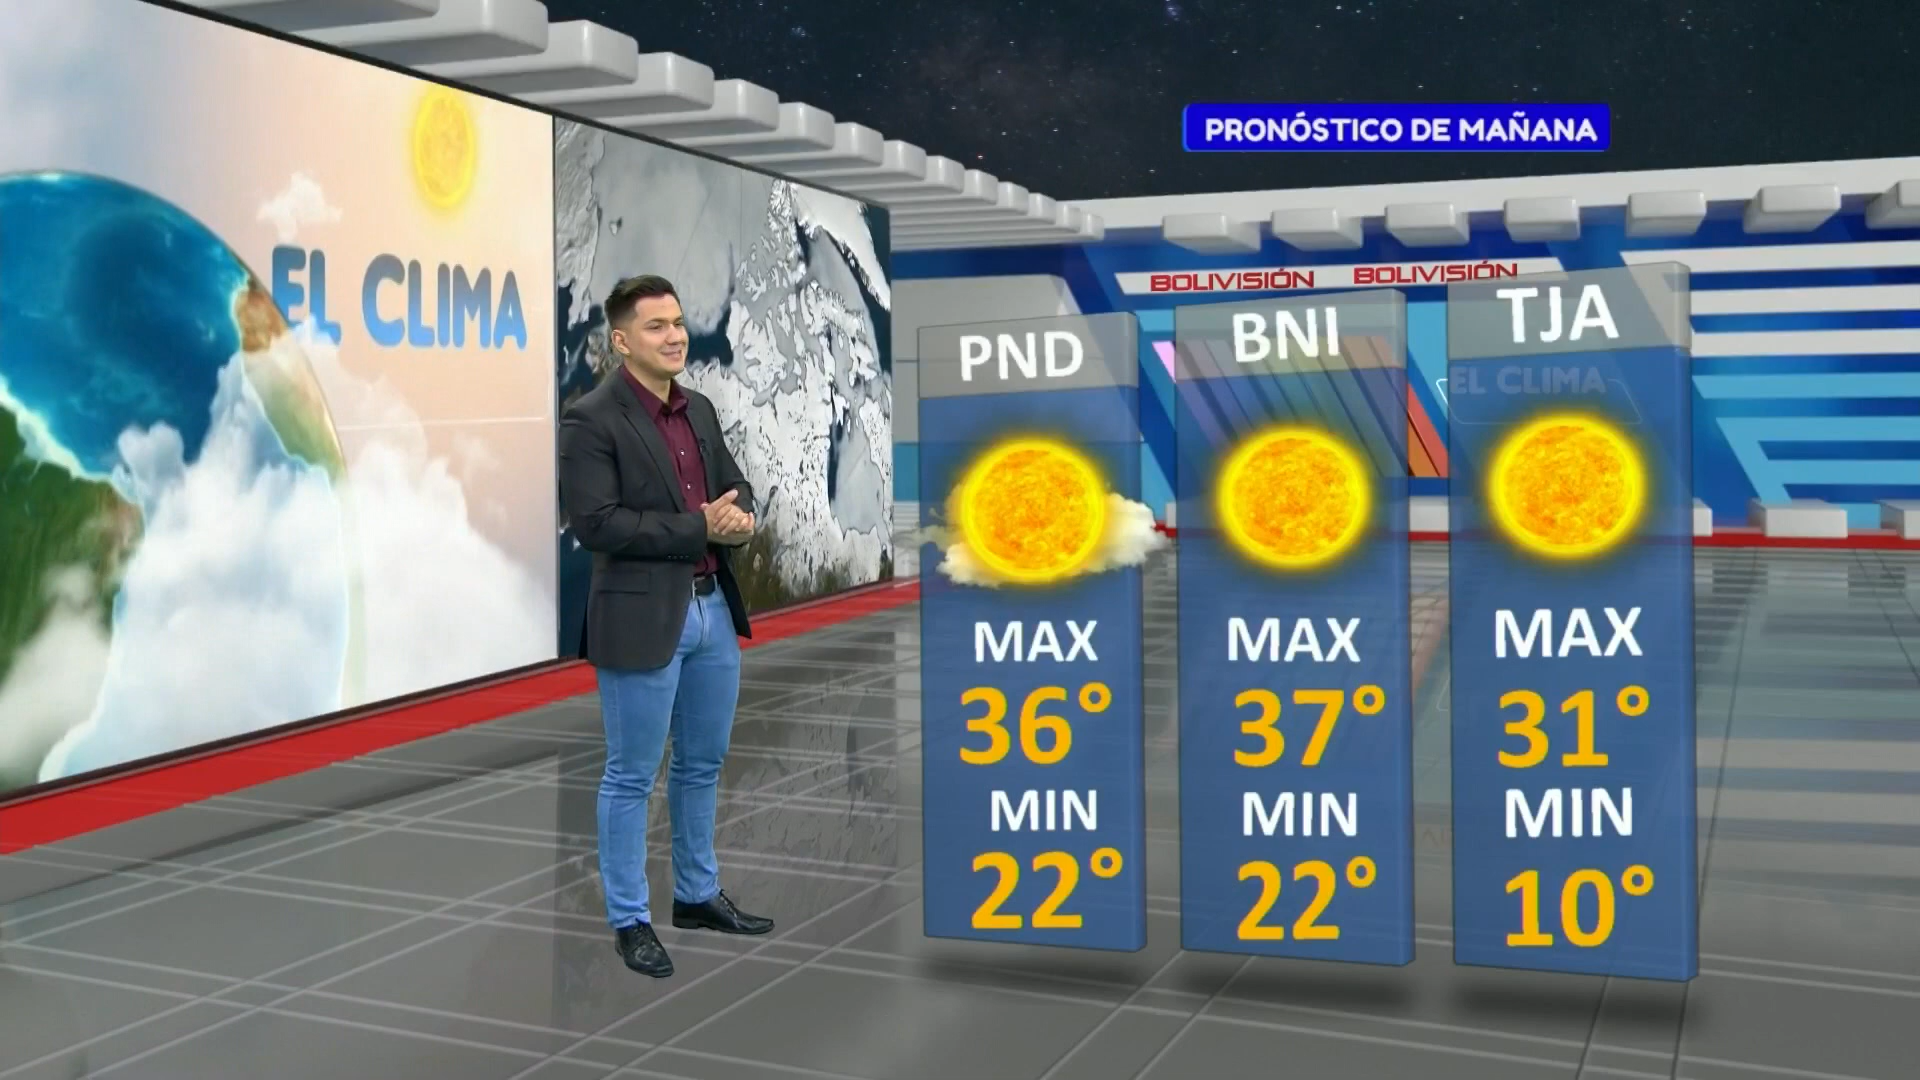 PRONÓSTICO DE MAÑANA
EL CLIMA
BOLIVISIÓN BOLIVISIÓN
PND
MAX
36°
MIN
22°
BNI
MAX
37°
MIN
22°
TJA
EL CLIMA
MAX
31°
MIN
10°